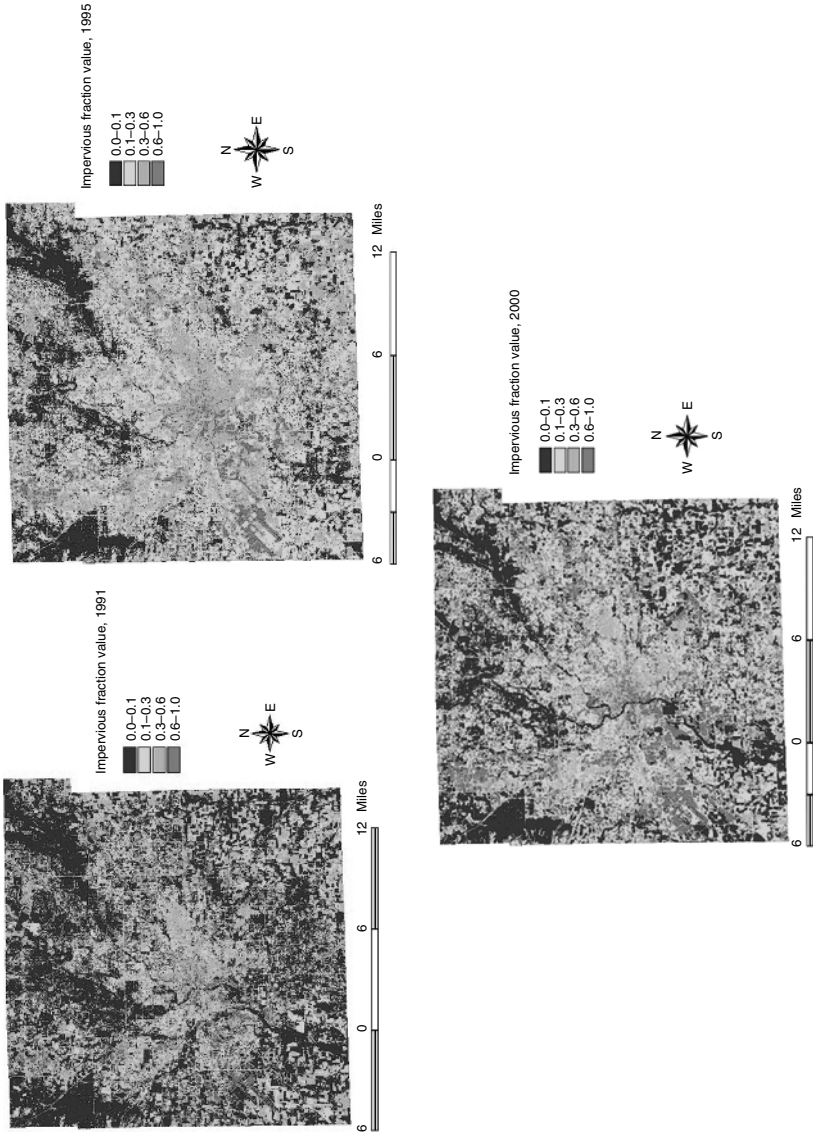 Impervious fraction value, 1991
0.0–0.1
0.1–0.3
0.3–0.6
0.6–1.0
N
W E
S
6 0 6 12 Miles
Impervious fraction value, 1995
0.0–0.1
0.1–0.3
0.3–0.6
0.6–1.0
N
W E
S
6 0 6 12 Miles
Impervious fraction value, 2000
0.0–0.1
0.1–0.3
0.3–0.6
0.6–1.0
N
W E
S
6 0 6 12 Miles